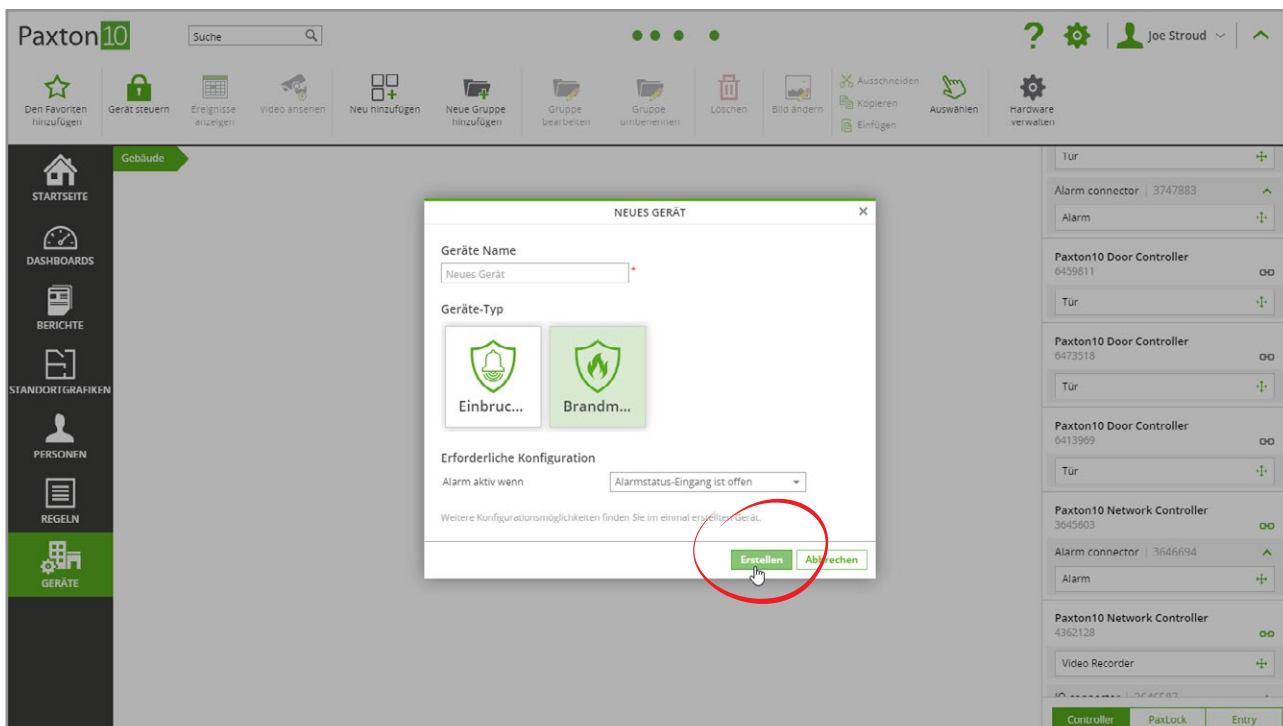 Paxton10
Suche
?
Joe Stroud
Den Favoriten hinzufügen
Gerät steuern
Ereignisse anzeigen
Video ansehen
Neu hinzufügen
Neue Gruppe hinzufügen
Gruppe bearbeiten
Gruppe umbenennen
Löschen
Bild ändern
Ausschneiden
Kopieren
Einfügen
Auswählen
Hardware verwalten
STARTSEITE
DASHBOARDS
BERICHTE
STANDORTGRAFIKEN
PERSONEN
REGELN
GERÄTE
Gebäude
NEUES GERÄT
Geräte Name
Neues Gerät *
Geräte-Typ
Einbruc...
Brandm...
Erforderliche Konfiguration
Alarm aktiv wenn
Alarmstatus-Eingang ist offen
Weitere Konfigurationsmöglichkeiten finden Sie im einmal erstellten Gerät.
Erstellen
Abbrechen
Tür
Alarm connector | 3747883
Alarm
Paxton10 Door Controller
6459811
Tür
Paxton10 Door Controller
6473518
Tür
Paxton10 Door Controller
6413969
Tür
Paxton10 Network Controller
3645603
Alarm connector | 3646694
Alarm
Paxton10 Network Controller
4362128
Video Recorder
Controller
PaxLock
Entry